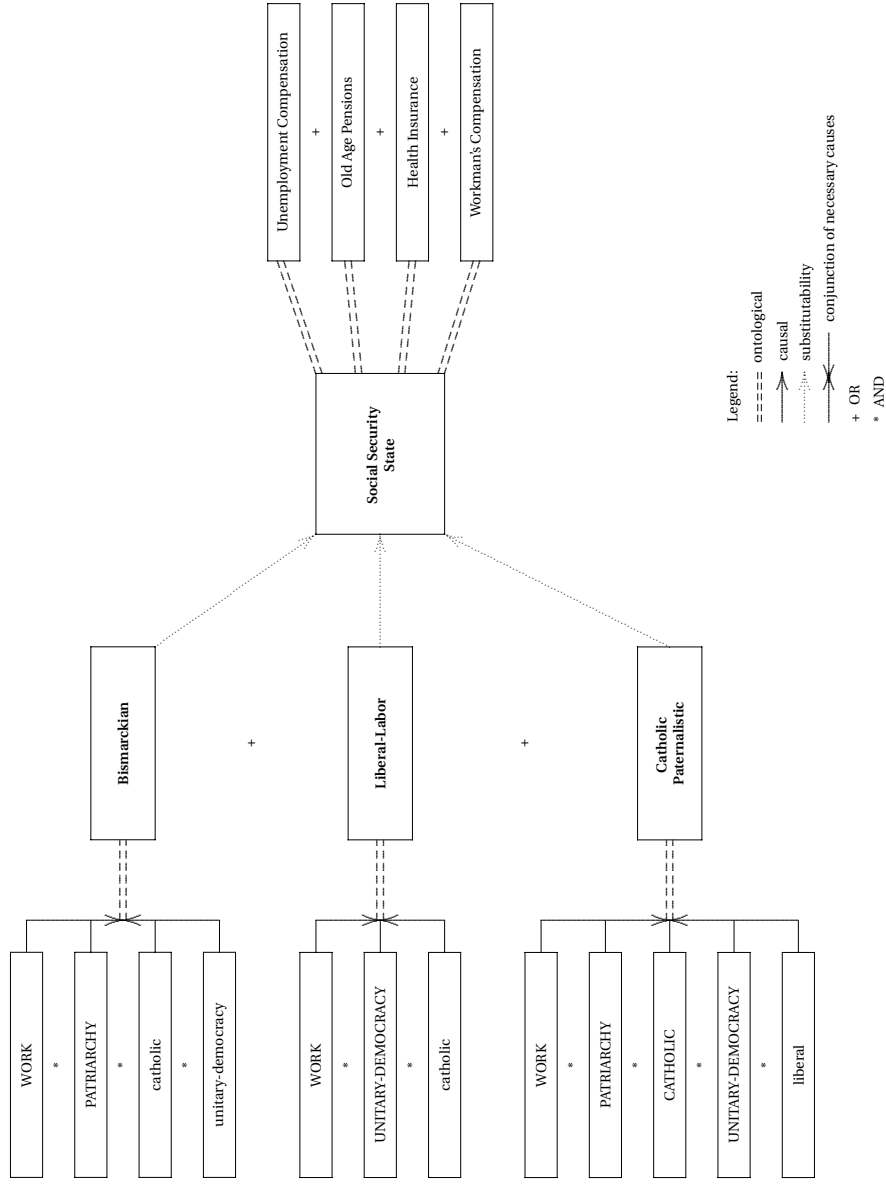 WORK
*
PATRIARCHY
*
catholic
*
unitary-democracy
Bismarckian
+
WORK
*
UNITARY-DEMOCRACY
*
catholic
Liberal-Labor
+
WORK
*
PATRIARCHY
*
CATHOLIC
*
UNITARY-DEMOCRACY
*
liberal
Catholic
Paternalistic
Social Security
State
Unemployment Compensation
+
Old Age Pensions
+
Health Insurance
+
Workman's Compensation
Legend:
ontological
causal
substitutability
conjunction of necessary causes
+ OR
* AND